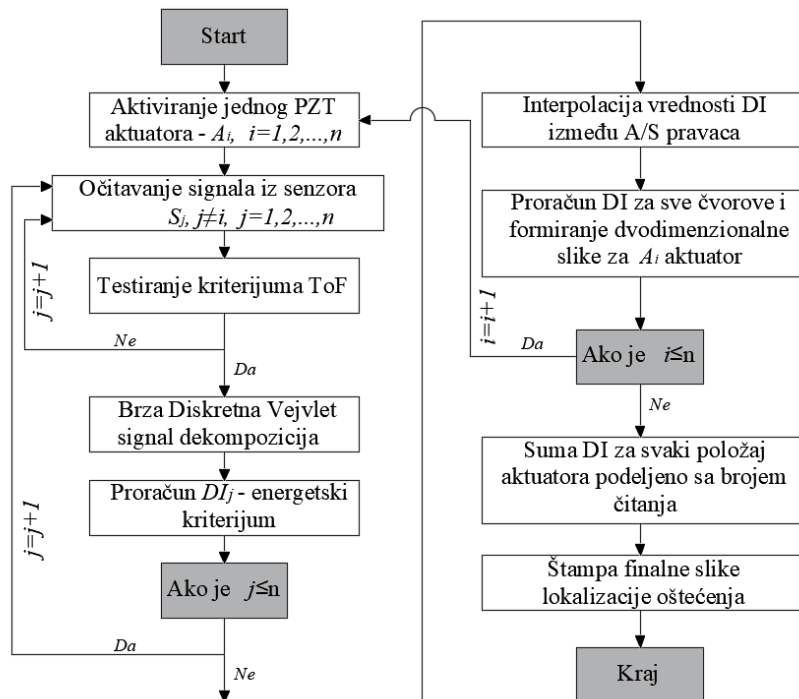 Start
Aktiviranje jednog PZT
aktuatora - Ai, i=1,2,...,n
Očitavanje signala iz senzora
Sj, j≠i, j=1,2,...,n
Testiranje kriterijuma ToF
j=j+1
Ne
Da
Brza Diskretna Vejvlet
signal dekompozicija
Proračun DIj - energetski
kriterijum
j=j+1
Ako je j≤n
Da
Ne
Interpolacija vrednosti DI
između A/S pravaca
Proračun DI za sve čvorove i
formiranje dvodimenzionalne
slike za Ai aktuator
i=i+1
Da
Ako je i≤n
Ne
Suma DI za svaki položaj
aktuatora podeljeno sa brojem
čitanja
Štampa finalne slike
lokalizacije oštećenja
Kraj